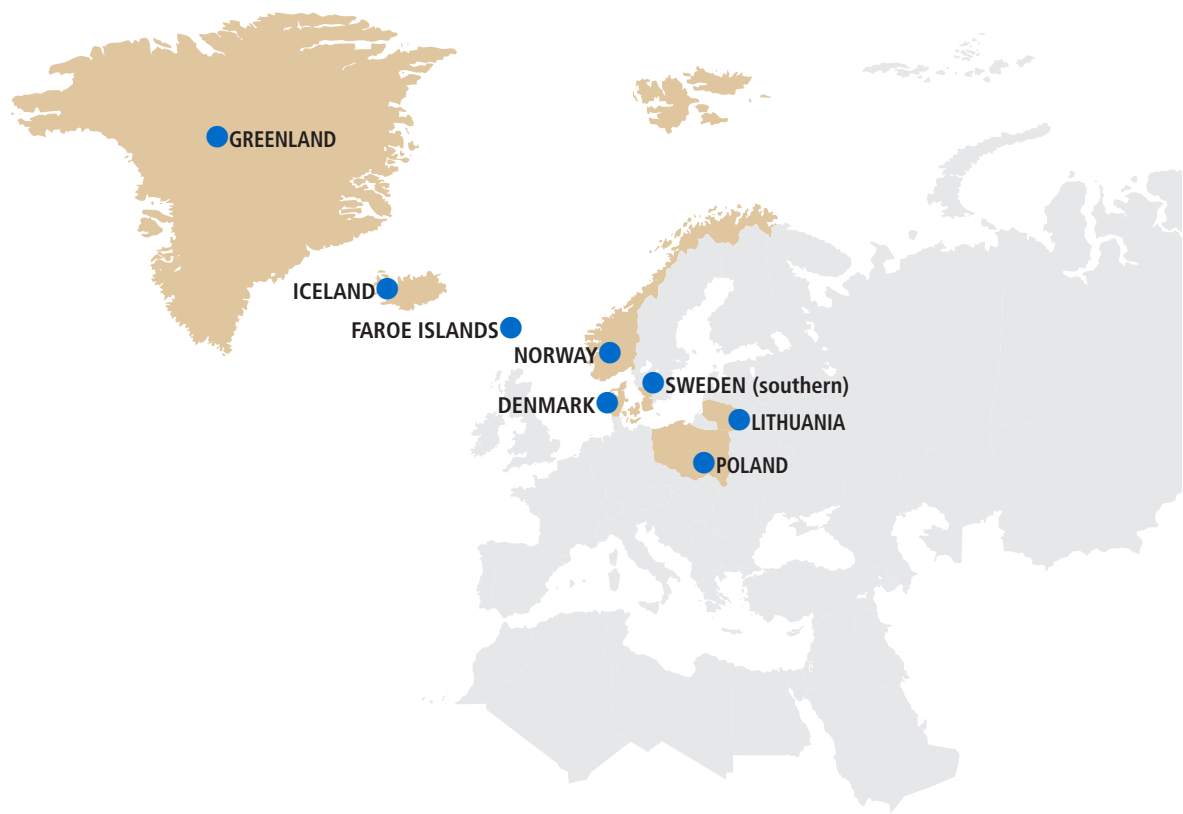 GREENLAND
ICELAND
FAROE ISLANDS
NORWAY
SWEDEN (southern)
DENMARK
LITHUANIA
POLAND